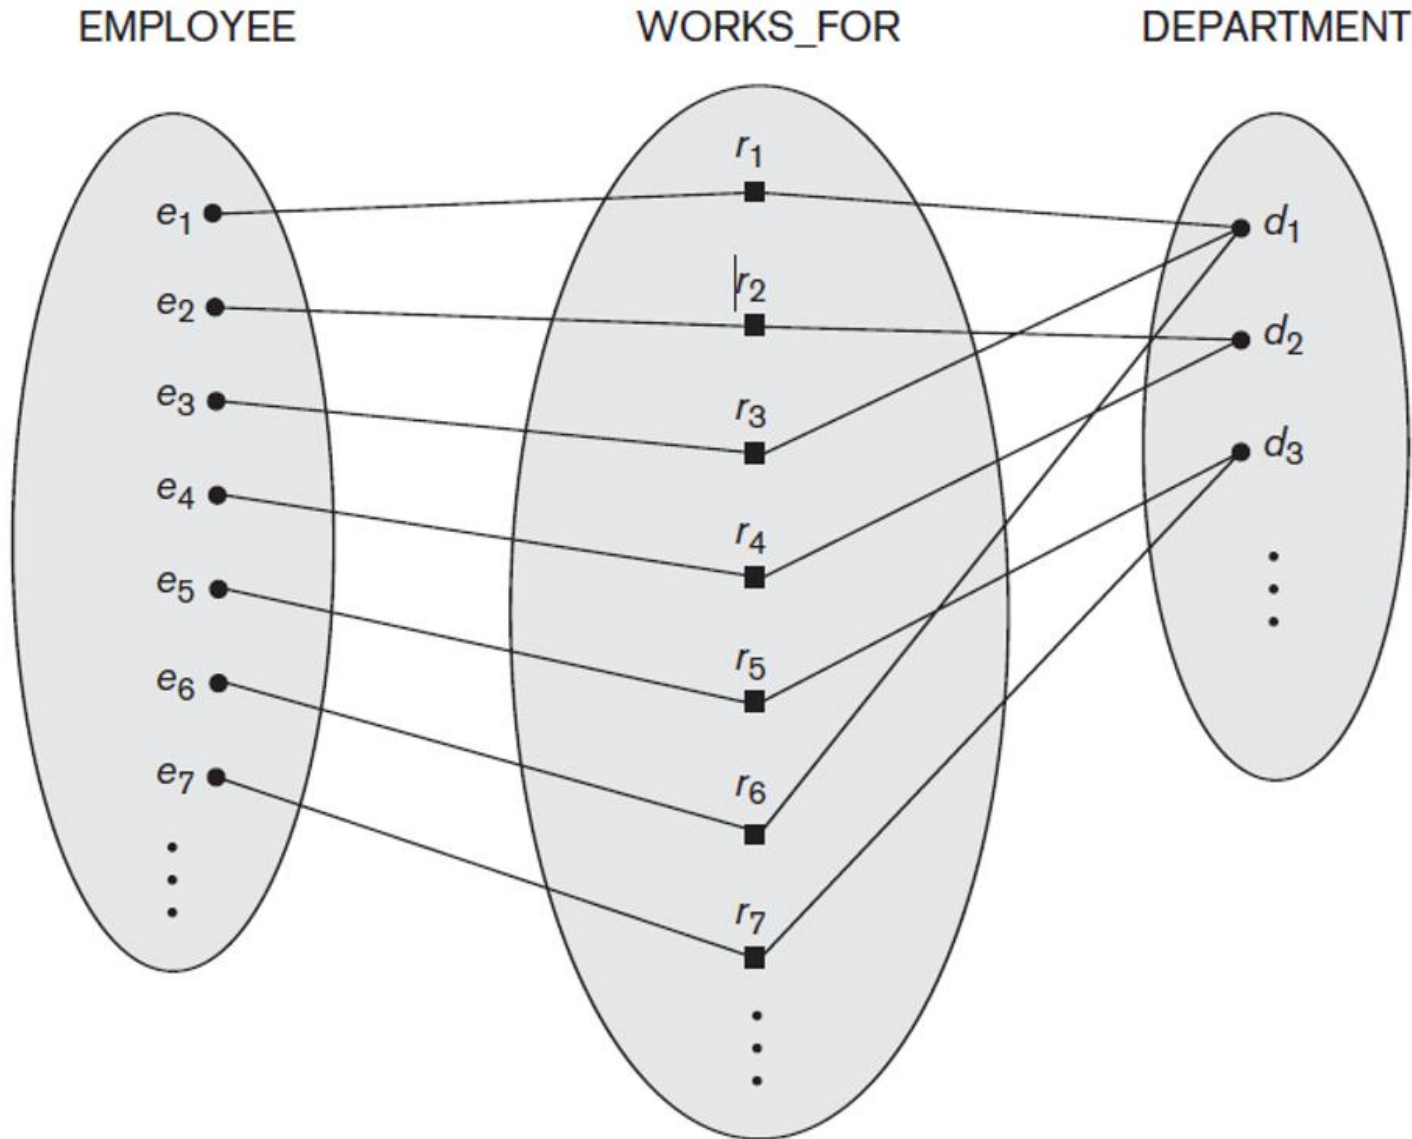 EMPLOYEE WORKS_FOR DEPARTMENT
r1
e1 d1
r2
e2 d2
e3 r3 d3
e4 r4
e5 r5
e6 r6
e7 r7